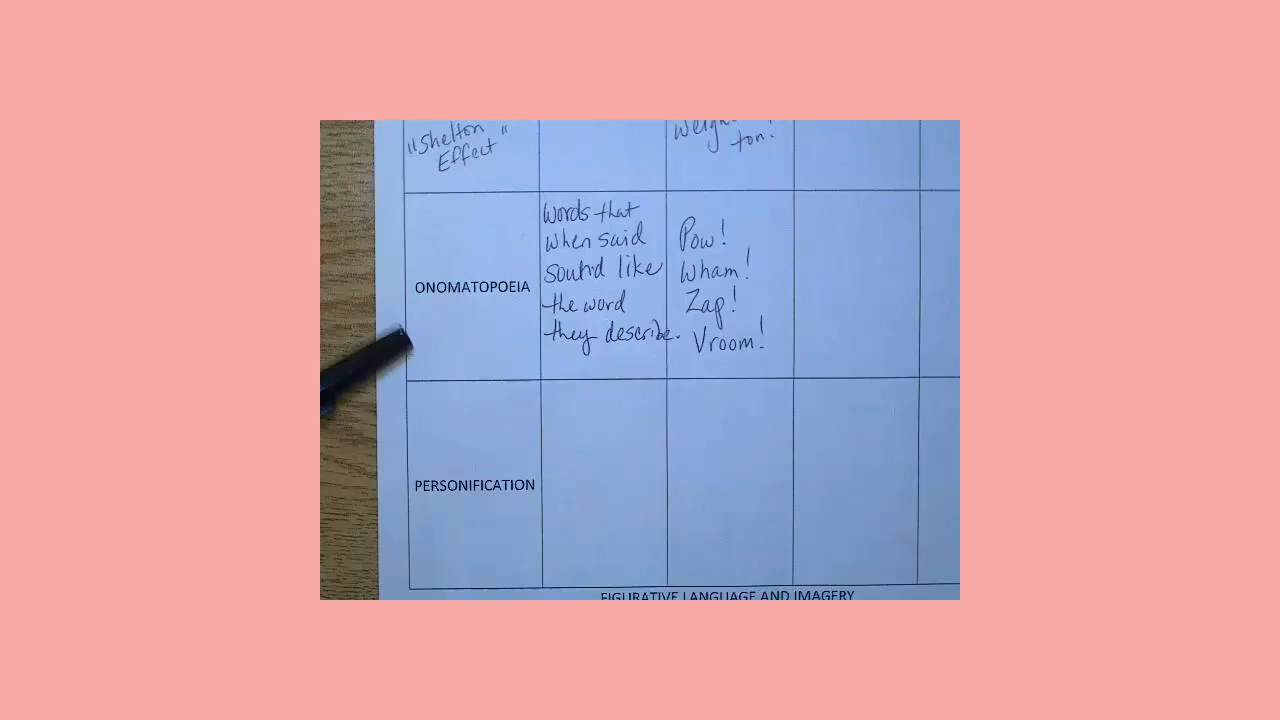 "Shelton
Effect"
ton!
ONOMATOPOEIA
words that
when said
sound like
the word
they describe.
Pow!
Wham!
Zap!
Vroom!
PERSONIFICATION
FIGURATIVE LANGUAGE AND IMAGERY